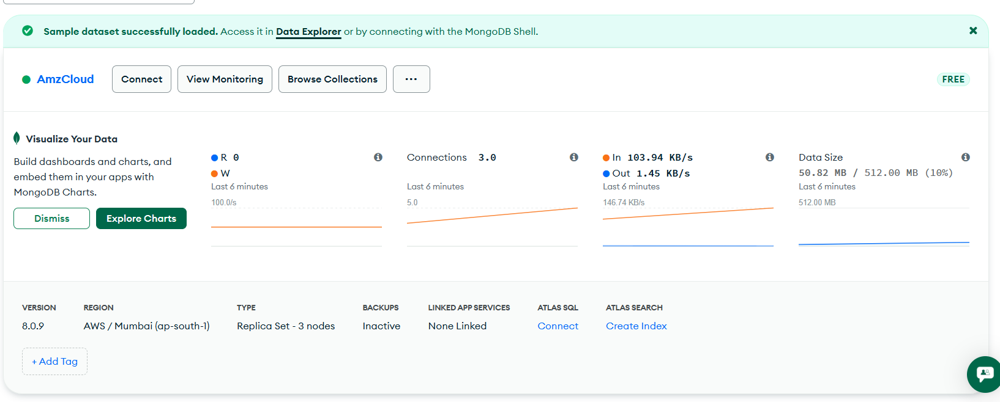 Sample dataset successfully loaded. Access it in Data Explorer or by connecting with the MongoDB Shell.
AmzCloud
Connect
View Monitoring
Browse Collections
...
FREE
Visualize Your Data
Build dashboards and charts, and
embed them in your apps with
MongoDB Charts.
Dismiss
Explore Charts
R 0
W
Last 6 minutes
100.0/s
Connections 3.0
Last 6 minutes
5.0
In 103.94 KB/s
Out 1.45 KB/s
Last 6 minutes
146.74 KB/s
Data Size
50.82 MB / 512.00 MB (10%)
Last 6 minutes
512.00 MB
VERSION
8.0.9
REGION
AWS / Mumbai (ap-south-1)
TYPE
Replica Set - 3 nodes
BACKUPS
Inactive
LINKED APP SERVICES
None Linked
ATLAS SQL
Connect
ATLAS SEARCH
Create Index
+ Add Tag